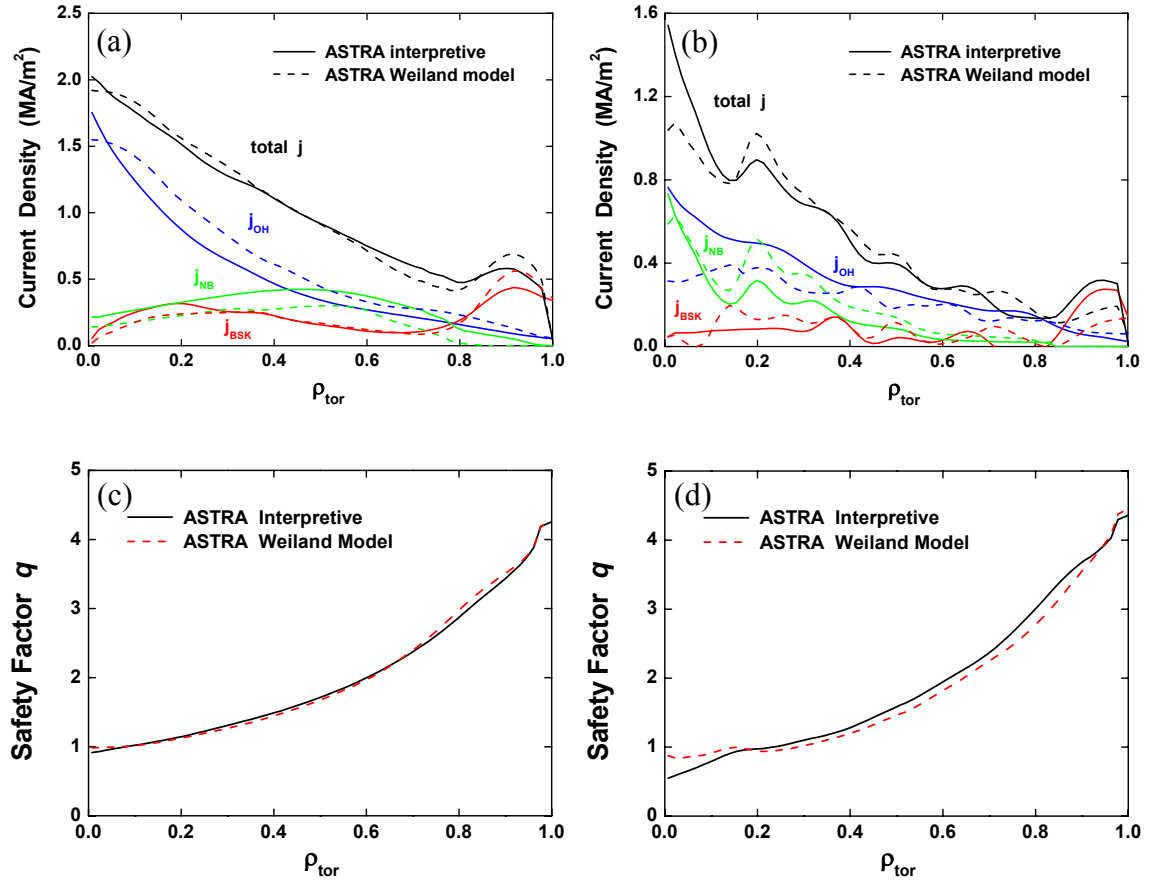 (a)
ASTRA interpretive
ASTRA Weiland model
total j
j_OH
j_NB
j_BSK
Current Density (MA/m²)
2.5
2.0
1.5
1.0
0.5
0.0
0.0 0.2 0.4 0.6 0.8 1.0
ρ_tor
(b)
ASTRA interpretive
ASTRA Weiland model
total j
j_NB
j_OH
j_BSK
Current Density (MA/m²)
1.6
1.2
0.8
0.4
0.0
0.0 0.2 0.4 0.6 0.8 1.0
ρ_tor
(c)
ASTRA Interpretive
ASTRA Weiland Model
Safety Factor q
5
4
3
2
1
0
0.0 0.2 0.4 0.6 0.8 1.0
ρ_tor
(d)
ASTRA Interpretive
ASTRA Weiland Model
Safety Factor q
5
4
3
2
1
0
0.0 0.2 0.4 0.6 0.8 1.0
ρ_tor